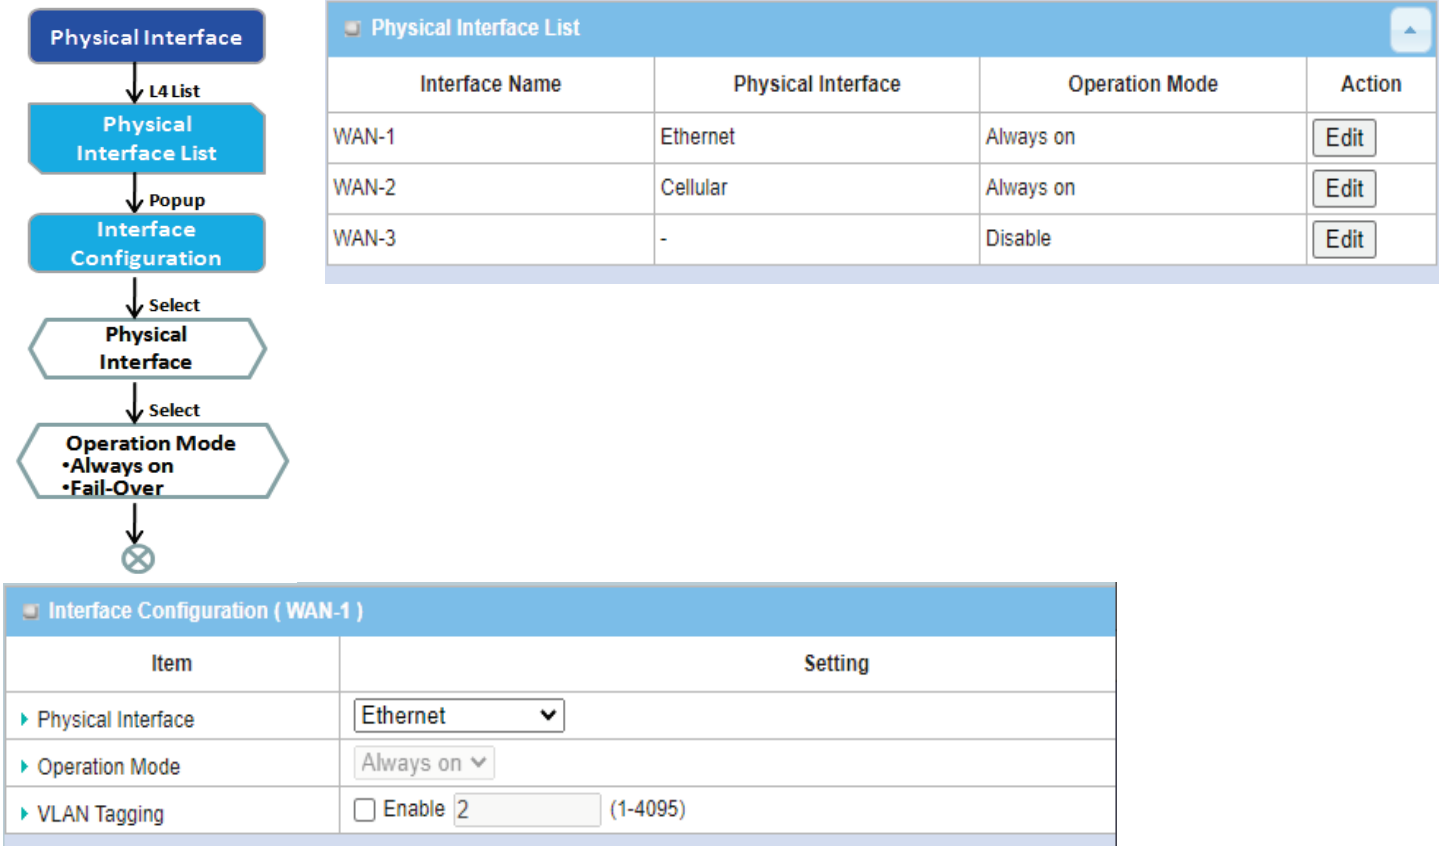 Physical Interface
L4 List
Physical
Interface List
Popup
Interface
Configuration
Select
Physical
Interface
Select
Operation Mode
•Always on
•Fail-Over
Physical Interface List
Interface Name Physical Interface Operation Mode Action
WAN-1 Ethernet Always on Edit
WAN-2 Cellular Always on Edit
WAN-3 - Disable Edit
Interface Configuration ( WAN-1 )
Item Setting
Physical Interface Ethernet
Operation Mode Always on
VLAN Tagging Enable 2 (1-4095)